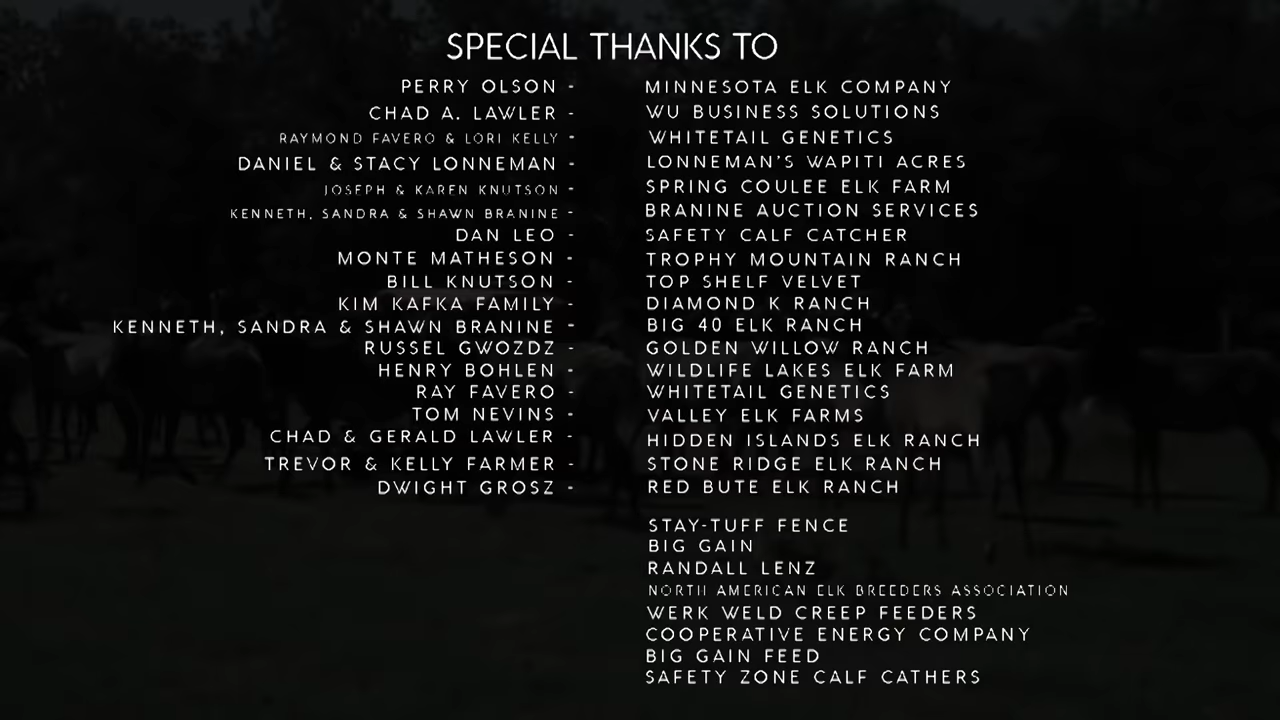 SPECIAL THANKS TO
PERRY OLSON - MINNESOTA ELK COMPANY
CHAD A. LAWLER - WU BUSINESS SOLUTIONS
RAYMOND FAVERO & LORI KELLY - WHITETAIL GENETICS
DANIEL & STACY LONNEMAN - LONNEMAN'S WAPITI ACRES
JOSEPH & KAREN KNUTSON - SPRING COULEE ELK FARM
KENNETH, SANDRA & SHAWN BRANINE - BRANINE AUCTION SERVICES
DAN LEO - SAFETY CALF CATCHER
MONTE MATHESON - TROPHY MOUNTAIN RANCH
BILL KNUTSON - TOP SHELF VELVET
KIM KAFKA FAMILY - DIAMOND K RANCH
KENNETH, SANDRA & SHAWN BRANINE - BIG 40 ELK RANCH
RUSSEL GWOZDZ - GOLDEN WILLOW RANCH
HENRY BOHLEN - WILDLIFE LAKES ELK FARM
RAY FAVERO - WHITETAIL GENETICS
TOM NEVINS - VALLEY ELK FARMS
CHAD & GERALD LAWLER - HIDDEN ISLANDS ELK RANCH
TREVOR & KELLY FARMER - STONE RIDGE ELK RANCH
DWIGHT GROSZ - RED BUTE ELK RANCH
STAY-TUFF FENCE
BIG GAIN
RANDALL LENZ
NORTH AMERICAN ELK BREEDERS ASSOCIATION
WERK WELD CREEP FEEDERS
COOPERATIVE ENERGY COMPANY
BIG GAIN FEED
SAFETY ZONE CALF CATHERS